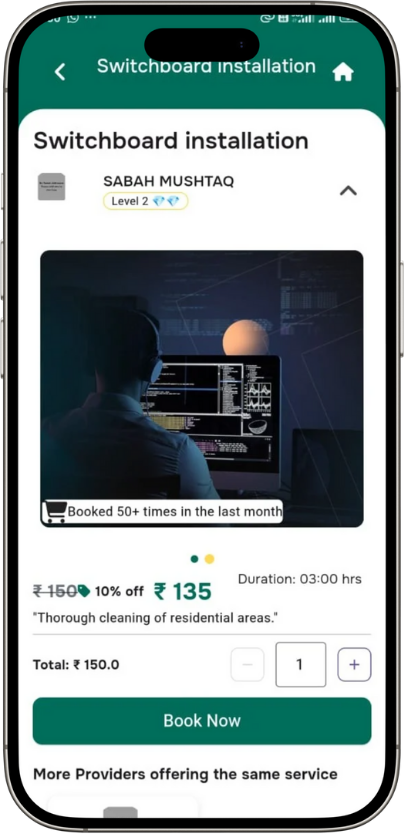 Switchboard Installation
Switchboard installation
SABAH MUSHTAQ
Level 2
Booked 50+ times in the last month
₹ 150 10% off ₹ 135 Duration: 03:00 hrs
"Thorough cleaning of residential areas."
Total: ₹ 150.0 − 1 +
Book Now
More Providers offering the same service